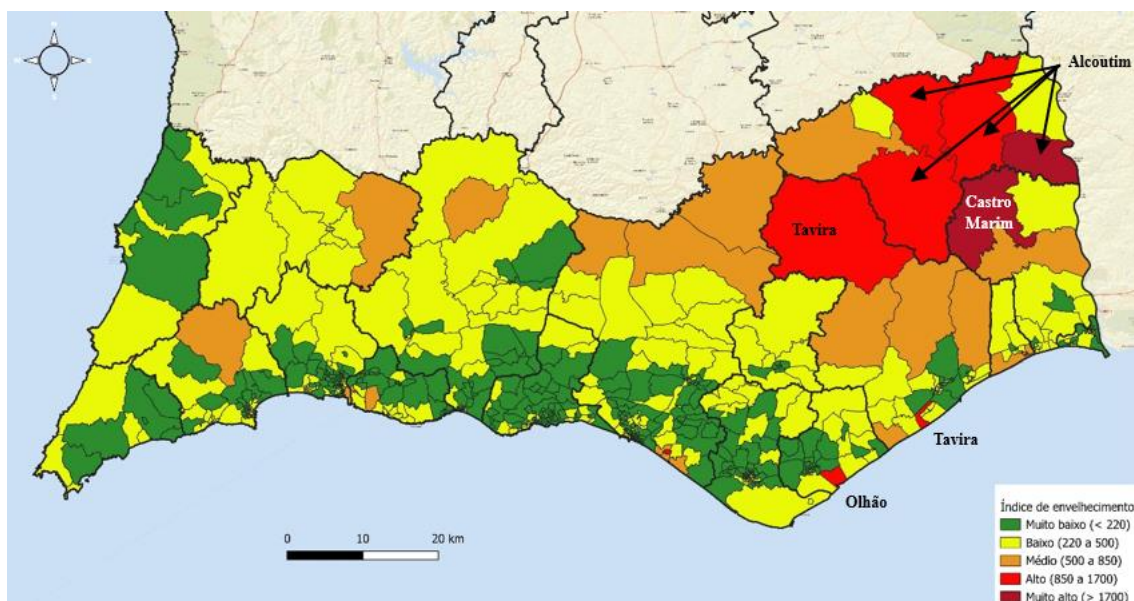 Alcoutim
Castro
Marim
Tavira
Tavira
Olhão
0 10 20 km
Índice de envelhecimento
Muito baixo (< 220)
Baixo (220 a 500)
Médio (500 a 850)
Alto (850 a 1700)
Muito alto (> 1700)